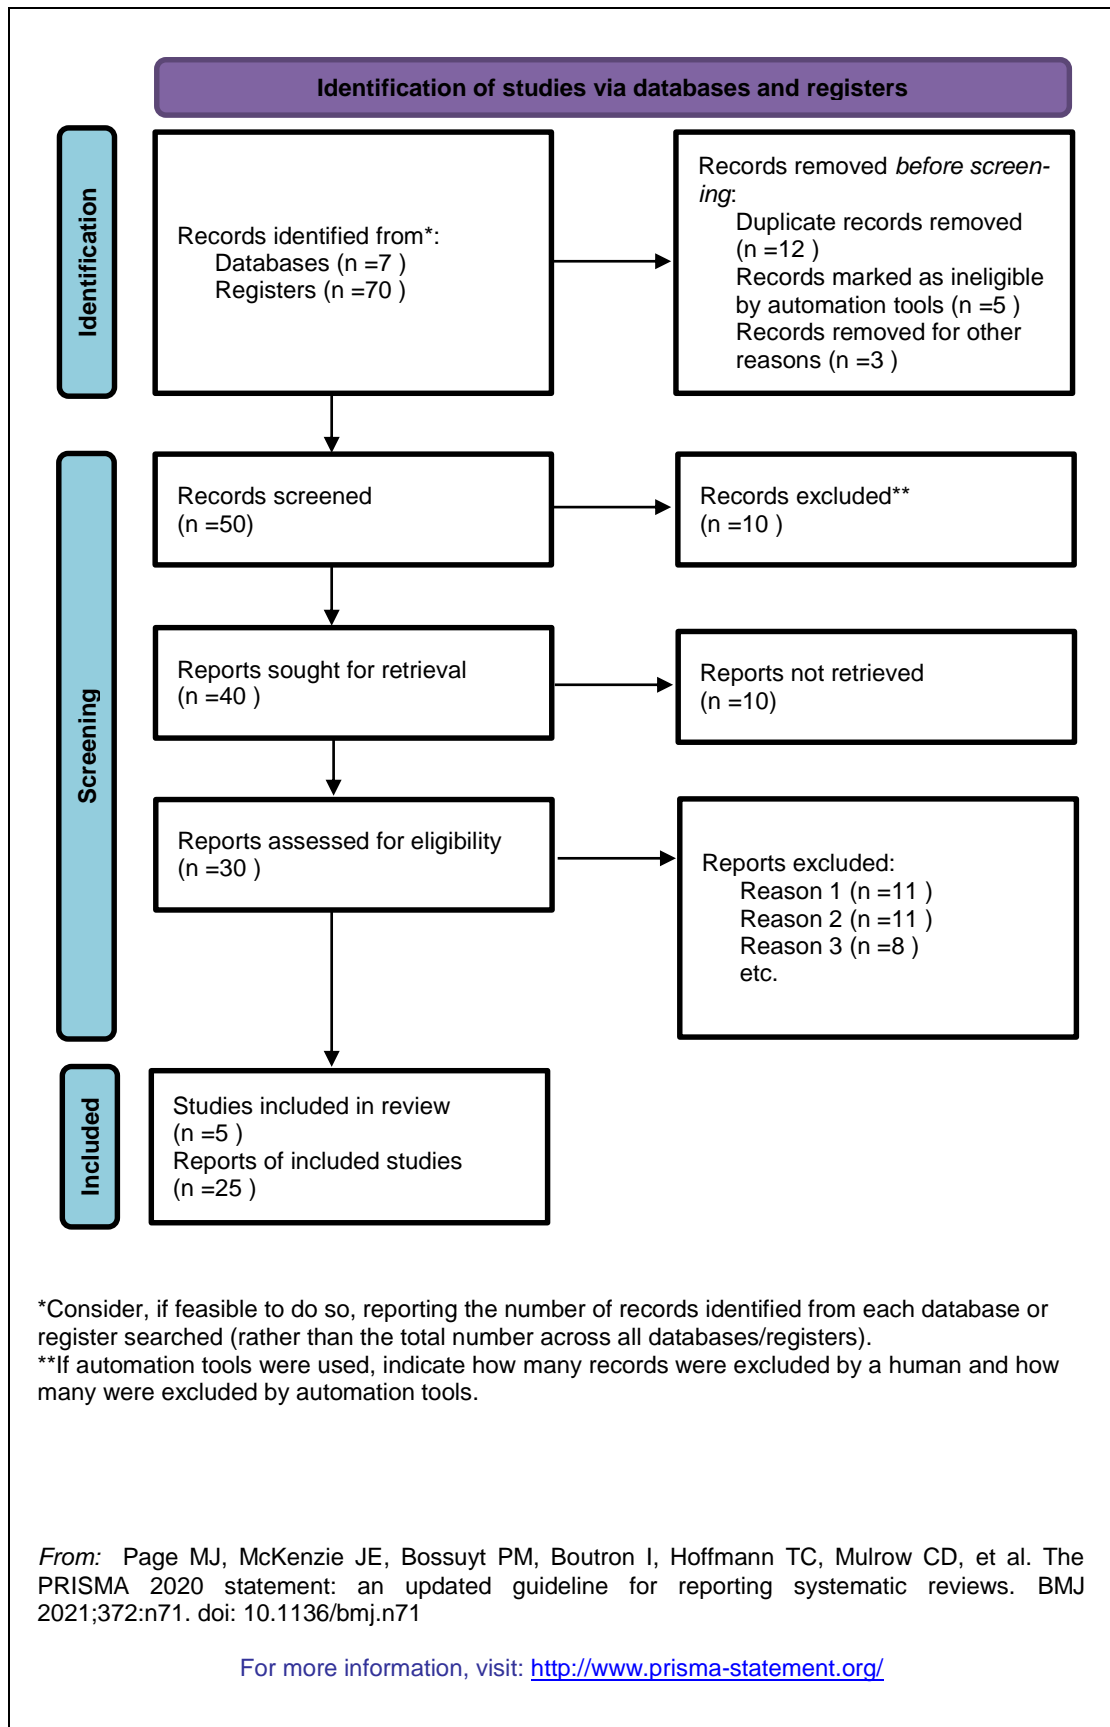 Identification of studies via databases and registers
Identification
Records identified from*:
Databases (n =7 )
Registers (n =70 )
Records removed before screen-
ing:
Duplicate records removed
(n =12 )
Records marked as ineligible
by automation tools (n =5 )
Records removed for other
reasons (n =3 )
Screening
Records screened
(n =50)
Records excluded**
(n =10 )
Reports sought for retrieval
(n =40 )
Reports not retrieved
(n =10)
Reports assessed for eligibility
(n =30 )
Reports excluded:
Reason 1 (n =11 )
Reason 2 (n =11 )
Reason 3 (n =8 )
etc.
Included
Studies included in review
(n =5 )
Reports of included studies
(n =25 )
*Consider, if feasible to do so, reporting the number of records identified from each database or
register searched (rather than the total number across all databases/registers).
**If automation tools were used, indicate how many records were excluded by a human and how
many were excluded by automation tools.
From: Page MJ, McKenzie JE, Bossuyt PM, Boutron I, Hoffmann TC, Mulrow CD, et al. The
PRISMA 2020 statement: an updated guideline for reporting systematic reviews. BMJ
2021;372:n71. doi: 10.1136/bmj.n71
For more information, visit: http://www.prisma-statement.org/